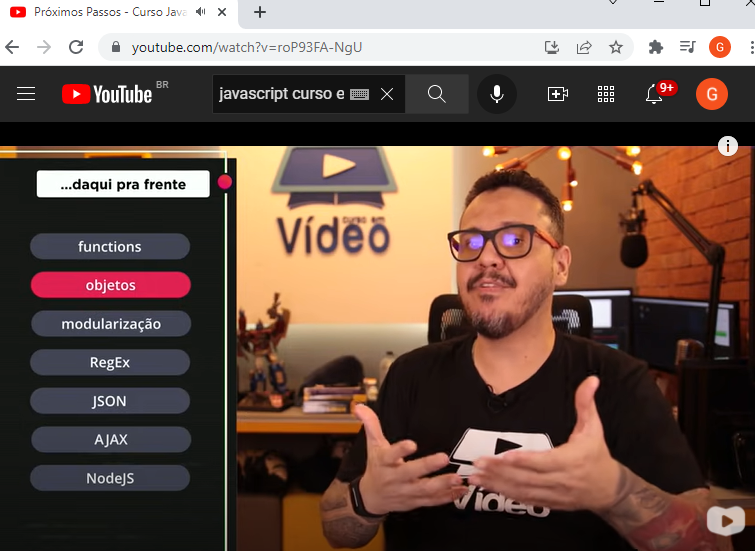 Próximos Passos - Curso Java
youtube.com/watch?v=roP93FA-NgU
G
YouTube BR
javascript curso e
9+
G
...daqui pra frente
functions
objetos
modularização
RegEx
JSON
AJAX
NodeJS
curso em
Vídeo
Vídeo